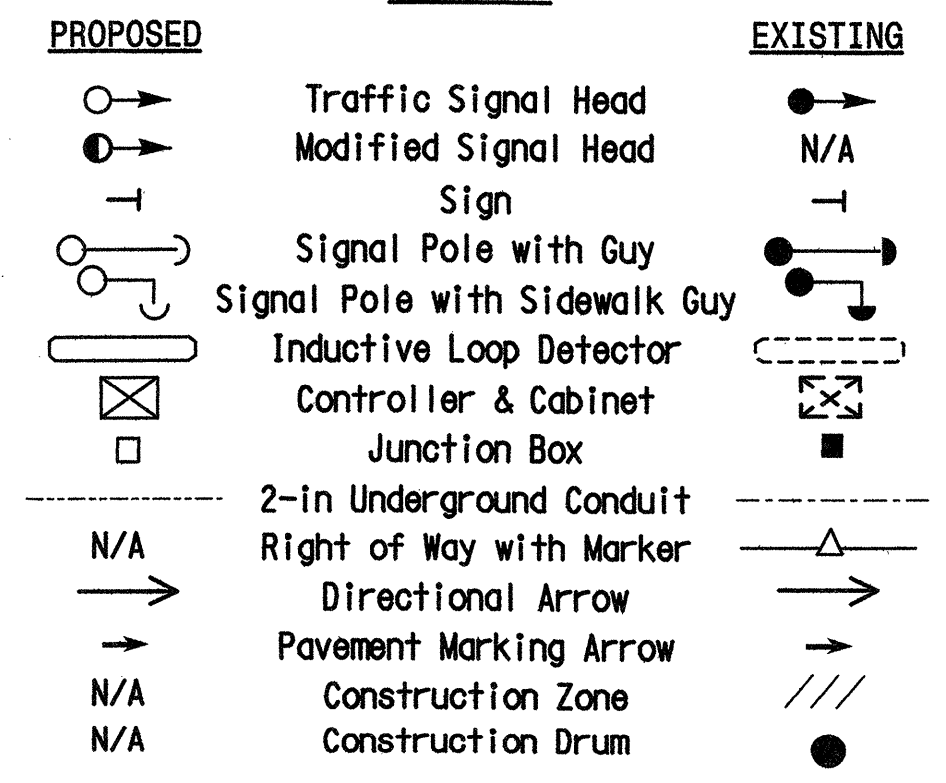 PROPOSED EXISTING
Traffic Signal Head
Modified Signal Head N/A
Sign
Signal Pole with Guy
Signal Pole with Sidewalk Guy
Inductive Loop Detector
Controller & Cabinet
Junction Box
2-in Underground Conduit
N/A Right of Way with Marker
Directional Arrow
Pavement Marking Arrow
N/A Construction Zone
N/A Construction Drum